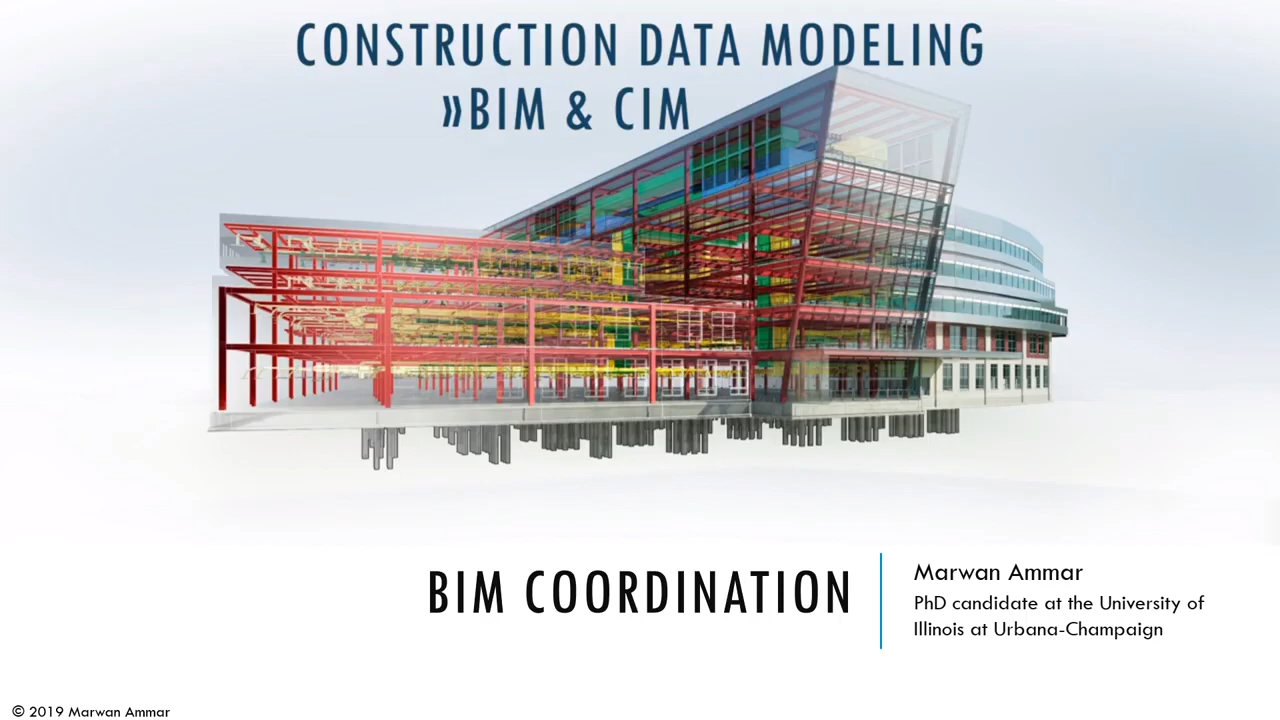 CONSTRUCTION DATA MODELING
»BIM & CIM
BIM COORDINATION
Marwan Ammar
PhD candidate at the University of
Illinois at Urbana-Champaign
© 2019 Marwan Ammar